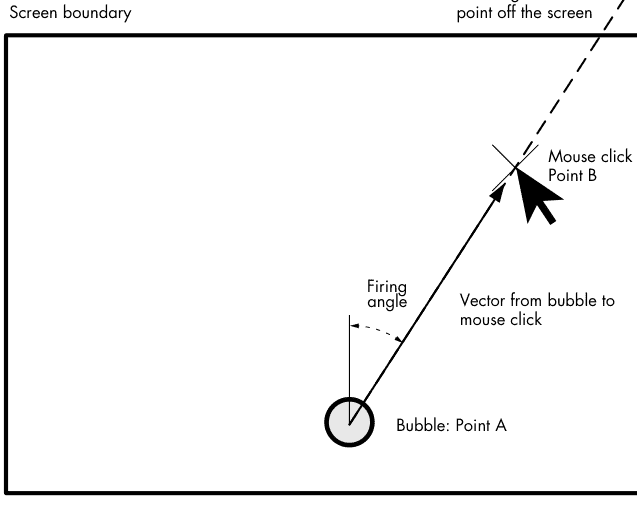 Screen boundary
point off the screen
Mouse click
Point B
Firing
angle
Vector from bubble to
mouse click
Bubble: Point A